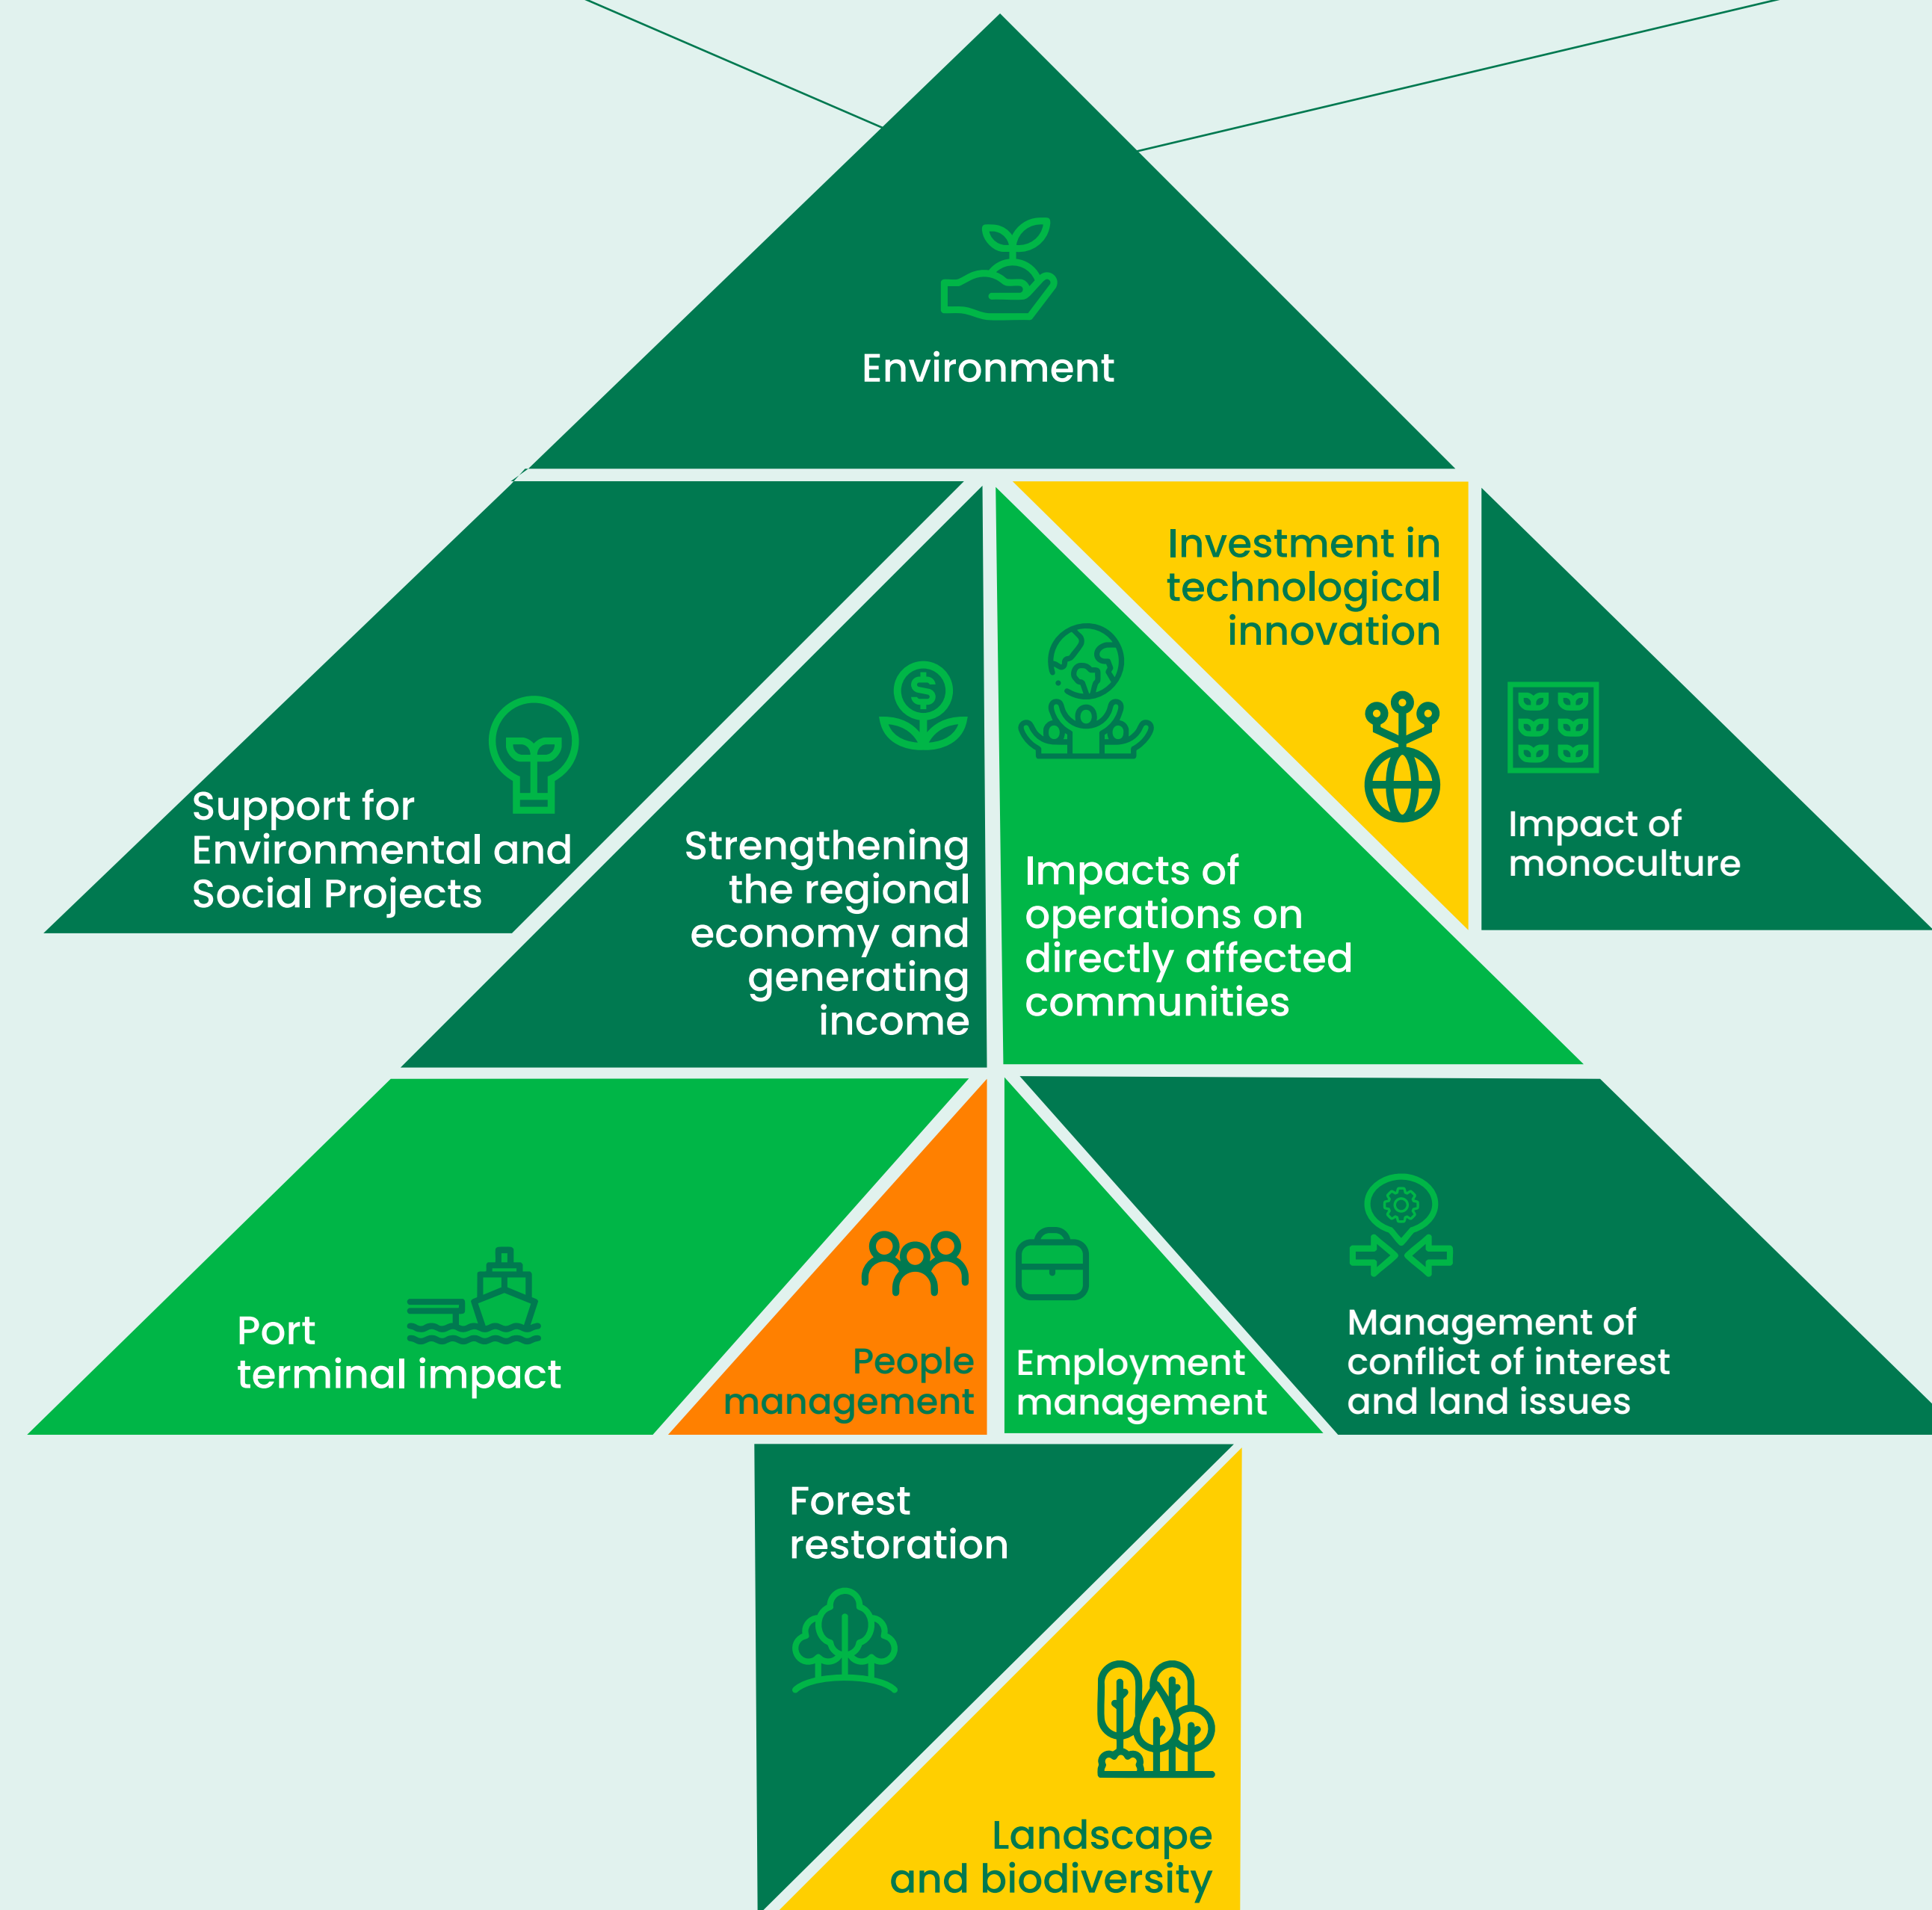 Environment
Investment in
technological
innovation
Support for
Environmental and
Social Projects
Strengthening
the regional
economy and
generating
income
Impacts of
operations on
directly affected
communities
Impact of
monoculture
Port
terminal impact
People
management
Employment
management
Management of
conflict of interest
and land issues
Forest
restoration
Landscape
and biodiversity